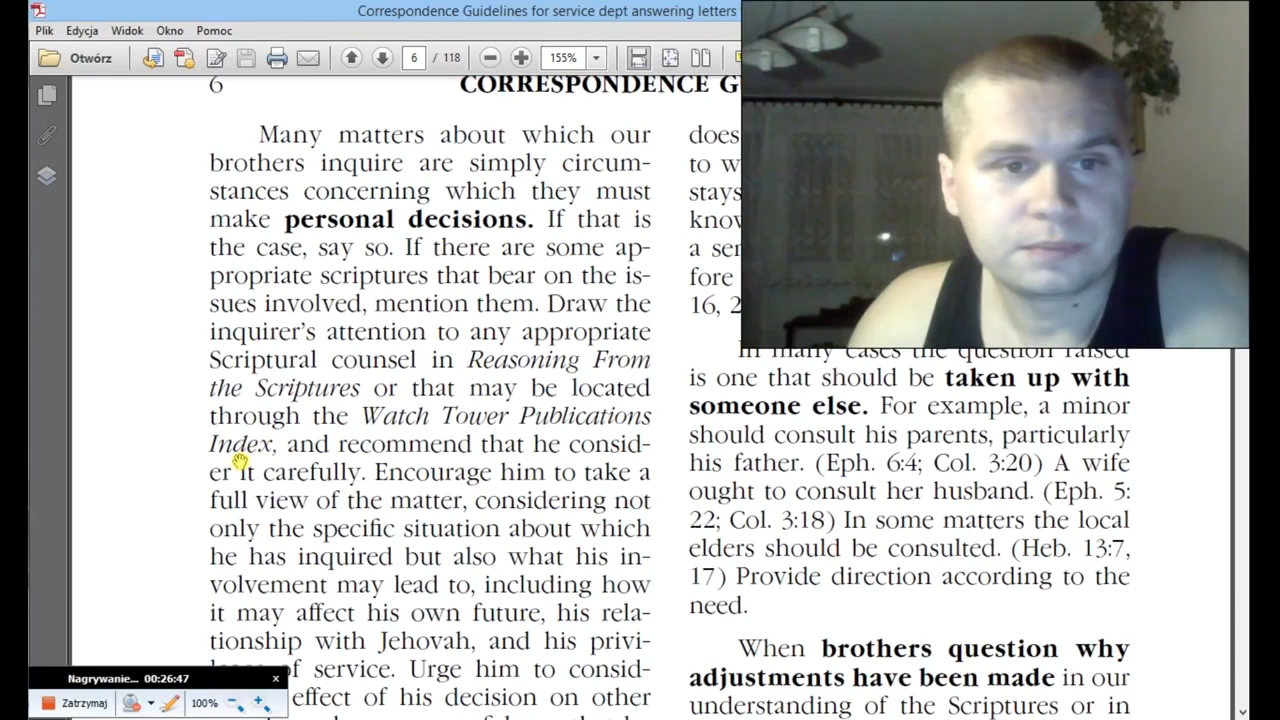 Correspondence Guidelines for service dept answering letters
Plik Edycja Widok Okno Pomoc
Otwórz 6 / 118 155%
6 CORRESPONDENCE G
Many matters about which our
brothers inquire are simply circum-
stances concerning which they must
make personal decisions. If that is
the case, say so. If there are some ap-
propriate scriptures that bear on the is-
sues involved, mention them. Draw the
inquirer's attention to any appropriate
Scriptural counsel in Reasoning From
the Scriptures or that may be located
through the Watch Tower Publications
Index, and recommend that he consid-
er it carefully. Encourage him to take a
full view of the matter, considering not
only the specific situation about which
he has inquired but also what his in-
volvement may lead to, including how
it may affect his own future, his rela-
tionship with Jehovah, and his privi-
of service. Urge him to consid-
effect of his decision on other
does
to w
stays
know
a ser
fore
16, 2
In many cases the question raised
is one that should be taken up with
someone else. For example, a minor
should consult his parents, particularly
his father. (Eph. 6:4; Col. 3:20) A wife
ought to consult her husband. (Eph. 5:
22; Col. 3:18) In some matters the local
elders should be consulted. (Heb. 13:7,
17) Provide direction according to the
need.
When brothers question why
adjustments have been made in our
understanding of the Scriptures or in
Nagrywanie... 00:26:47 x
Zatrzymaj 100%